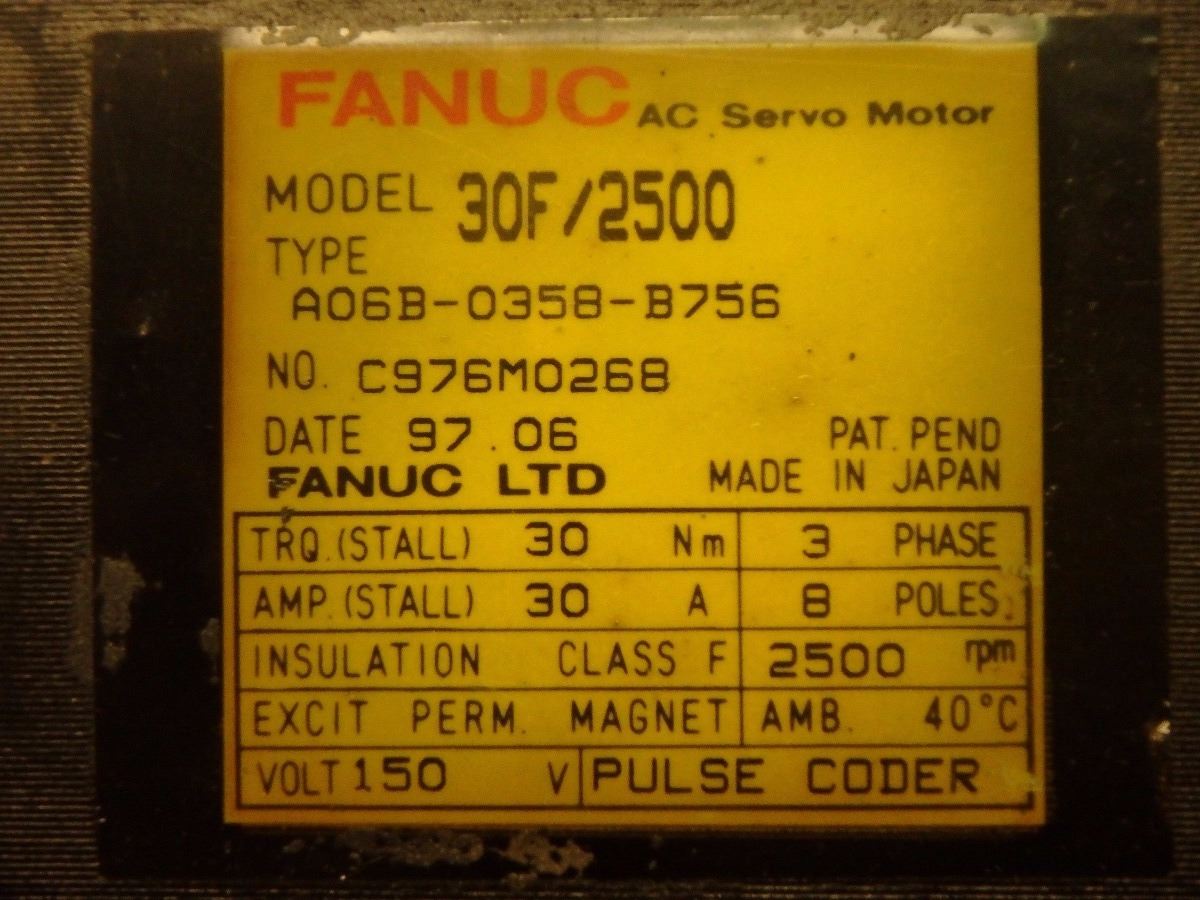 FANUC AC Servo Motor
MODEL 30F/2500
TYPE
A06B-0358-B756
NO. C976M0268
DATE 97.06 PAT. PEND
FANUC LTD MADE IN JAPAN
TRQ.(STALL) 30 Nm 3 PHASE
AMP.(STALL) 30 A 8 POLES
INSULATION CLASS F 2500 rpm
EXCIT PERM. MAGNET AMB. 40°C
VOLT 150 V PULSE CODER